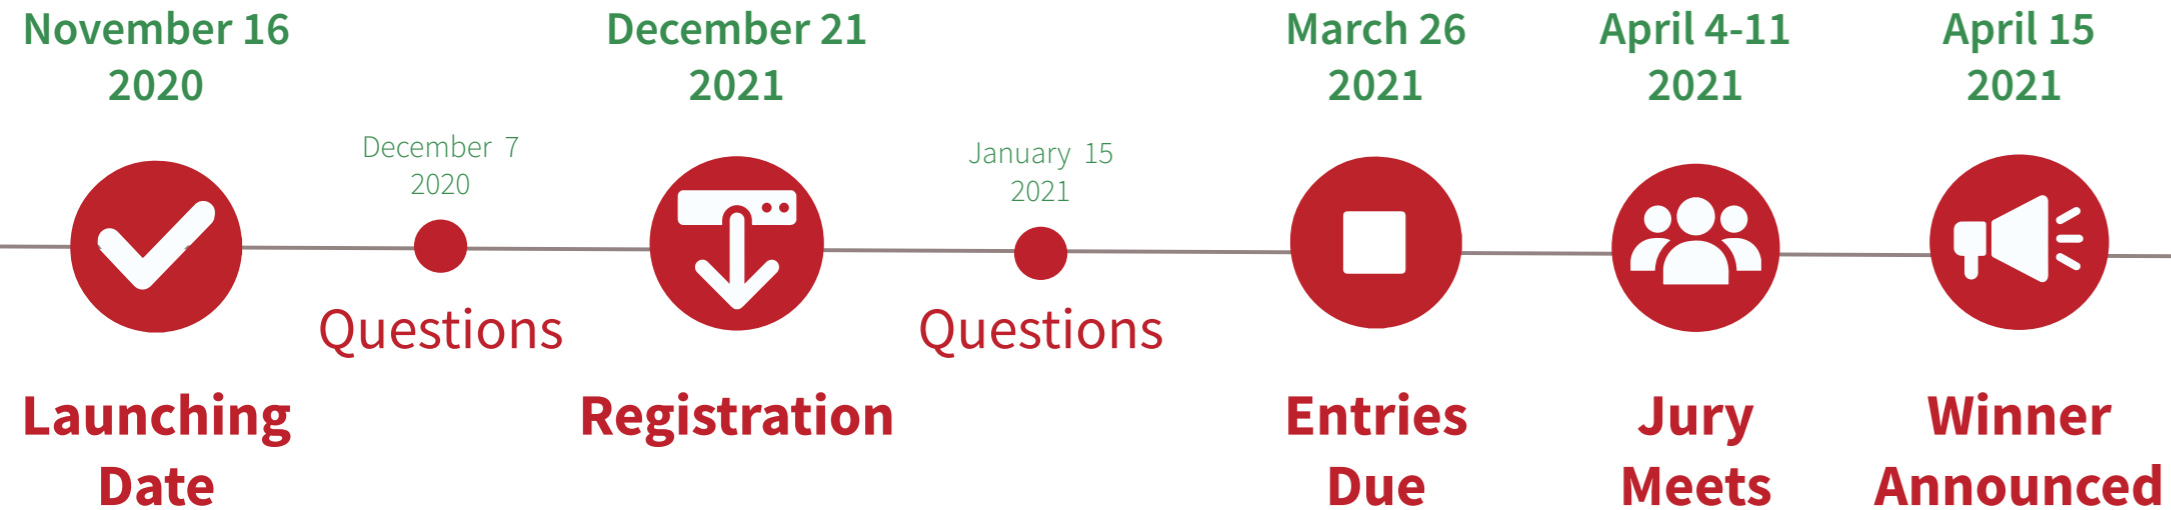 November 16
2020
December 7
2020
Questions
Launching
Date
December 21
2021
Registration
January 15
2021
Questions
March 26
2021
Entries
Due
April 4-11
2021
Jury
Meets
April 15
2021
Winner
Announced